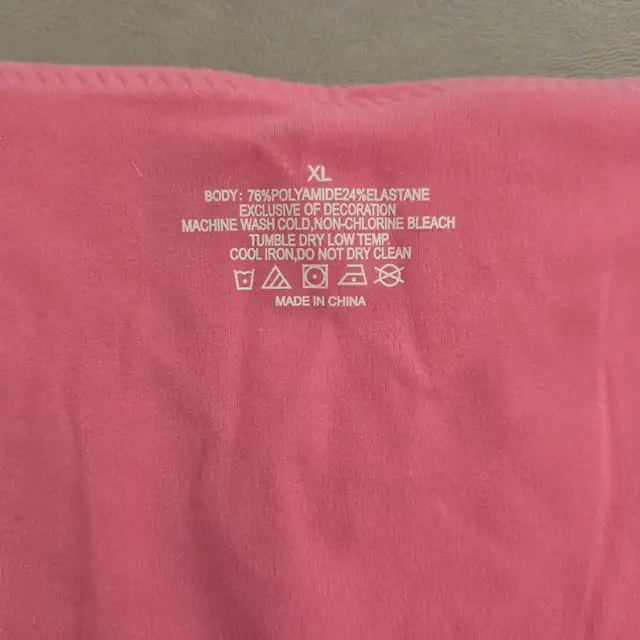 XL
BODY: 76%POLYAMIDE24%ELASTANE
EXCLUSIVE OF DECORATION
MACHINE WASH COLD,NON-CHLORINE BLEACH
TUMBLE DRY LOW TEMP.
COOL IRON,DO NOT DRY CLEAN
MADE IN CHINA